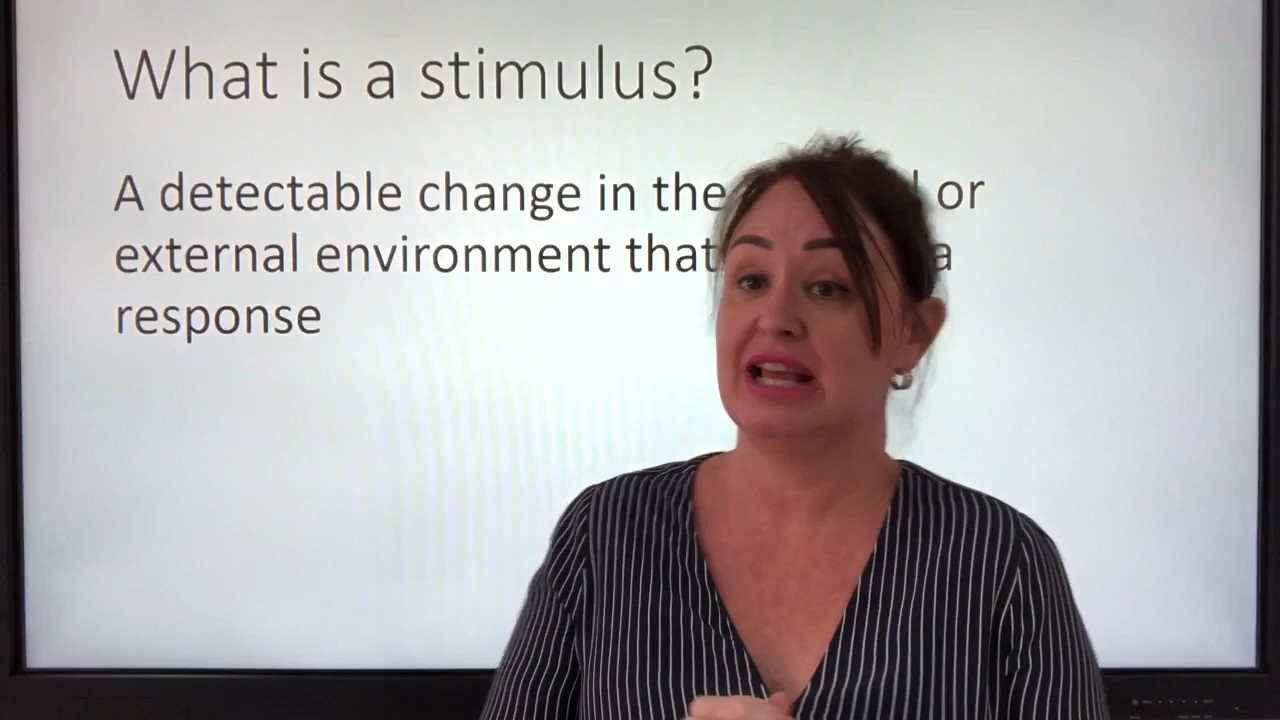 What is a stimulus?
A detectable change in the or
external environment that a
response